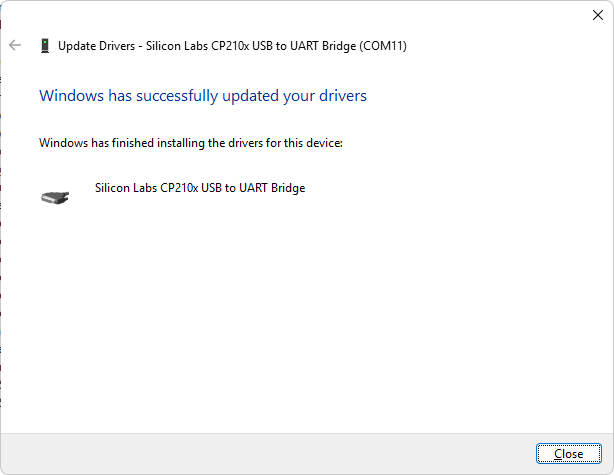 Update Drivers - Silicon Labs CP210x USB to UART Bridge (COM11)
Windows has successfully updated your drivers
Windows has finished installing the drivers for this device:
Silicon Labs CP210x USB to UART Bridge
Close